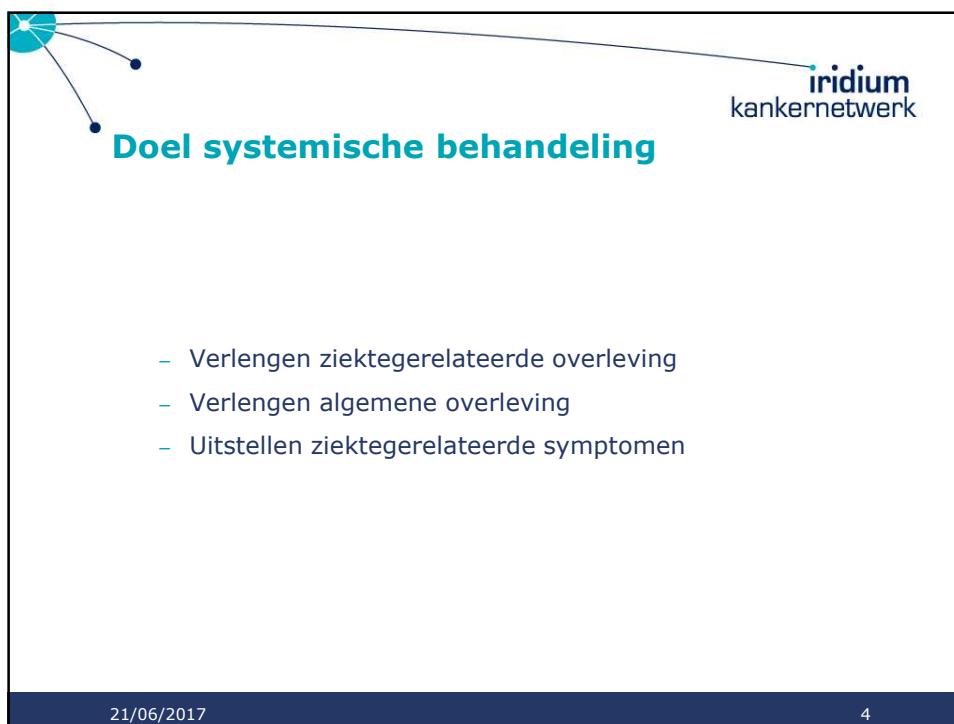 iridium
kankernetwerk
Doel systemische behandeling
– Verlengen ziektegerelateerde overleving
– Verlengen algemene overleving
– Uitstellen ziektegerelateerde symptomen
21/06/2017 4